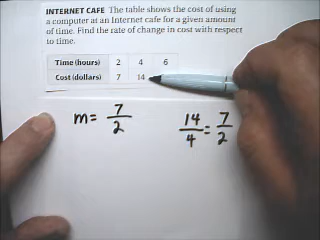 INTERNET CAFE The table shows the cost of using
a computer at an Internet cafe for a given amount
of time. Find the rate of change in cost with respect
to time.
Time (hours) 2 4 6
Cost (dollars) 7 14
m = 7/2
14/4 = 7/2